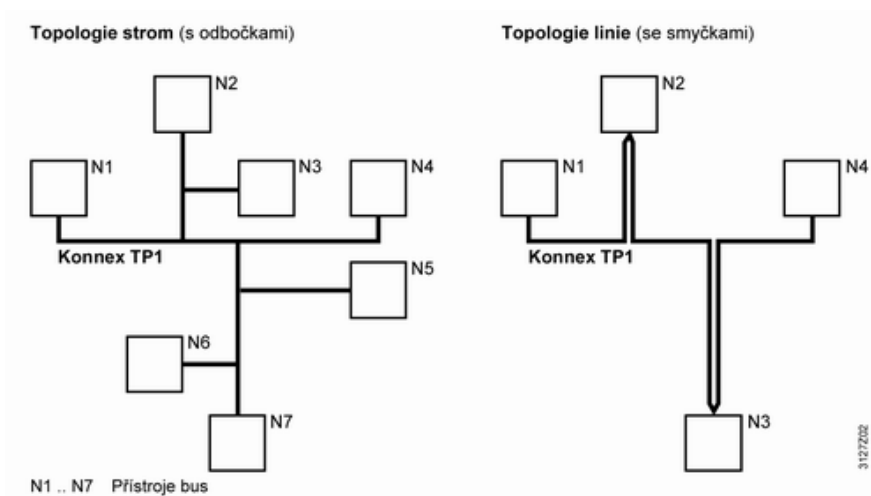 Topologie strom (s odbočkami)
N2
N1
N3
N4
Konnex TP1
N5
N6
N7
N1 .. N7 Přístroje bus
Topologie linie (se smyčkami)
N2
N1
N4
Konnex TP1
N3
3127Z02